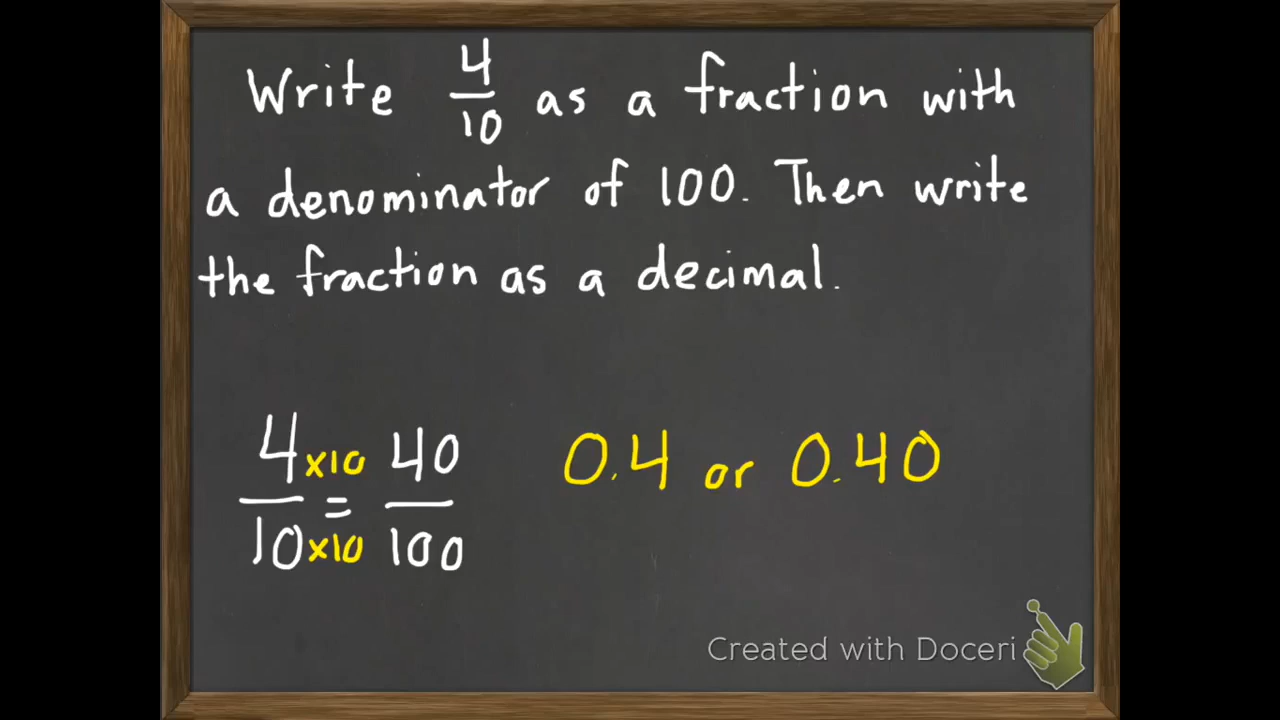 Write 4/10 as a fraction with
a denominator of 100. Then write
the fraction as a decimal.
4×10/10×10 = 40/100 0.4 or 0.40
Created with Doceri